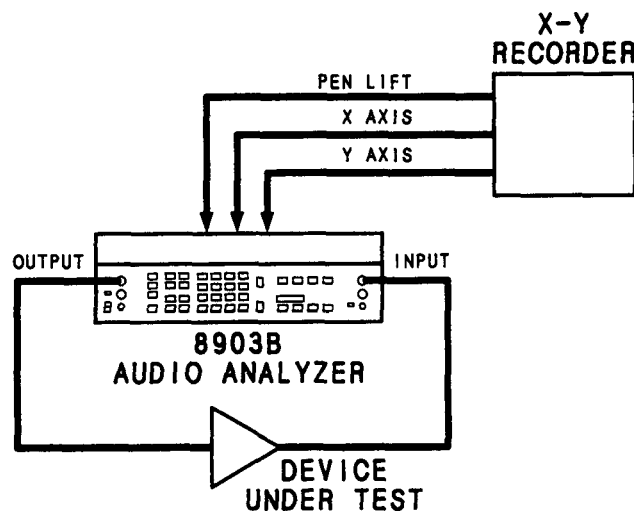 X-Y
RECORDER
PEN LIFT
X AXIS
Y AXIS
OUTPUT
INPUT
8903B
AUDIO ANALYZER
DEVICE
UNDER TEST